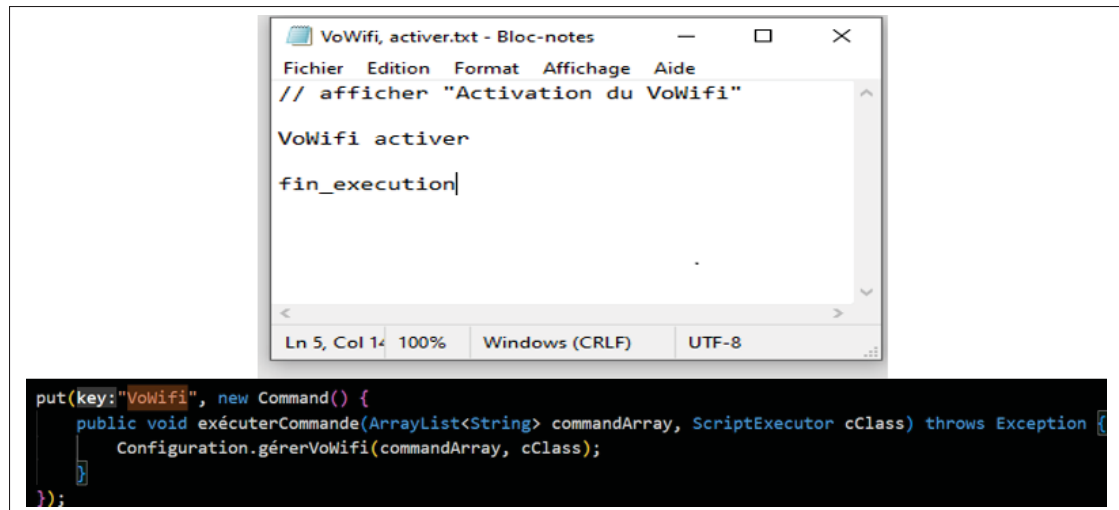 VoWifi, activer.txt - Bloc-notes
Fichier Edition Format Affichage Aide
// afficher "Activation du VoWifi"
VoWifi activer
fin_execution
Ln 5, Col 14 100% Windows (CRLF) UTF-8
put(key:"VoWifi", new Command() {
public void exécuterCommande(ArrayList<String> commandArray, ScriptExecutor cClass) throws Exception {
Configuration.gérerVoWifi(commandArray, cClass);
}
});